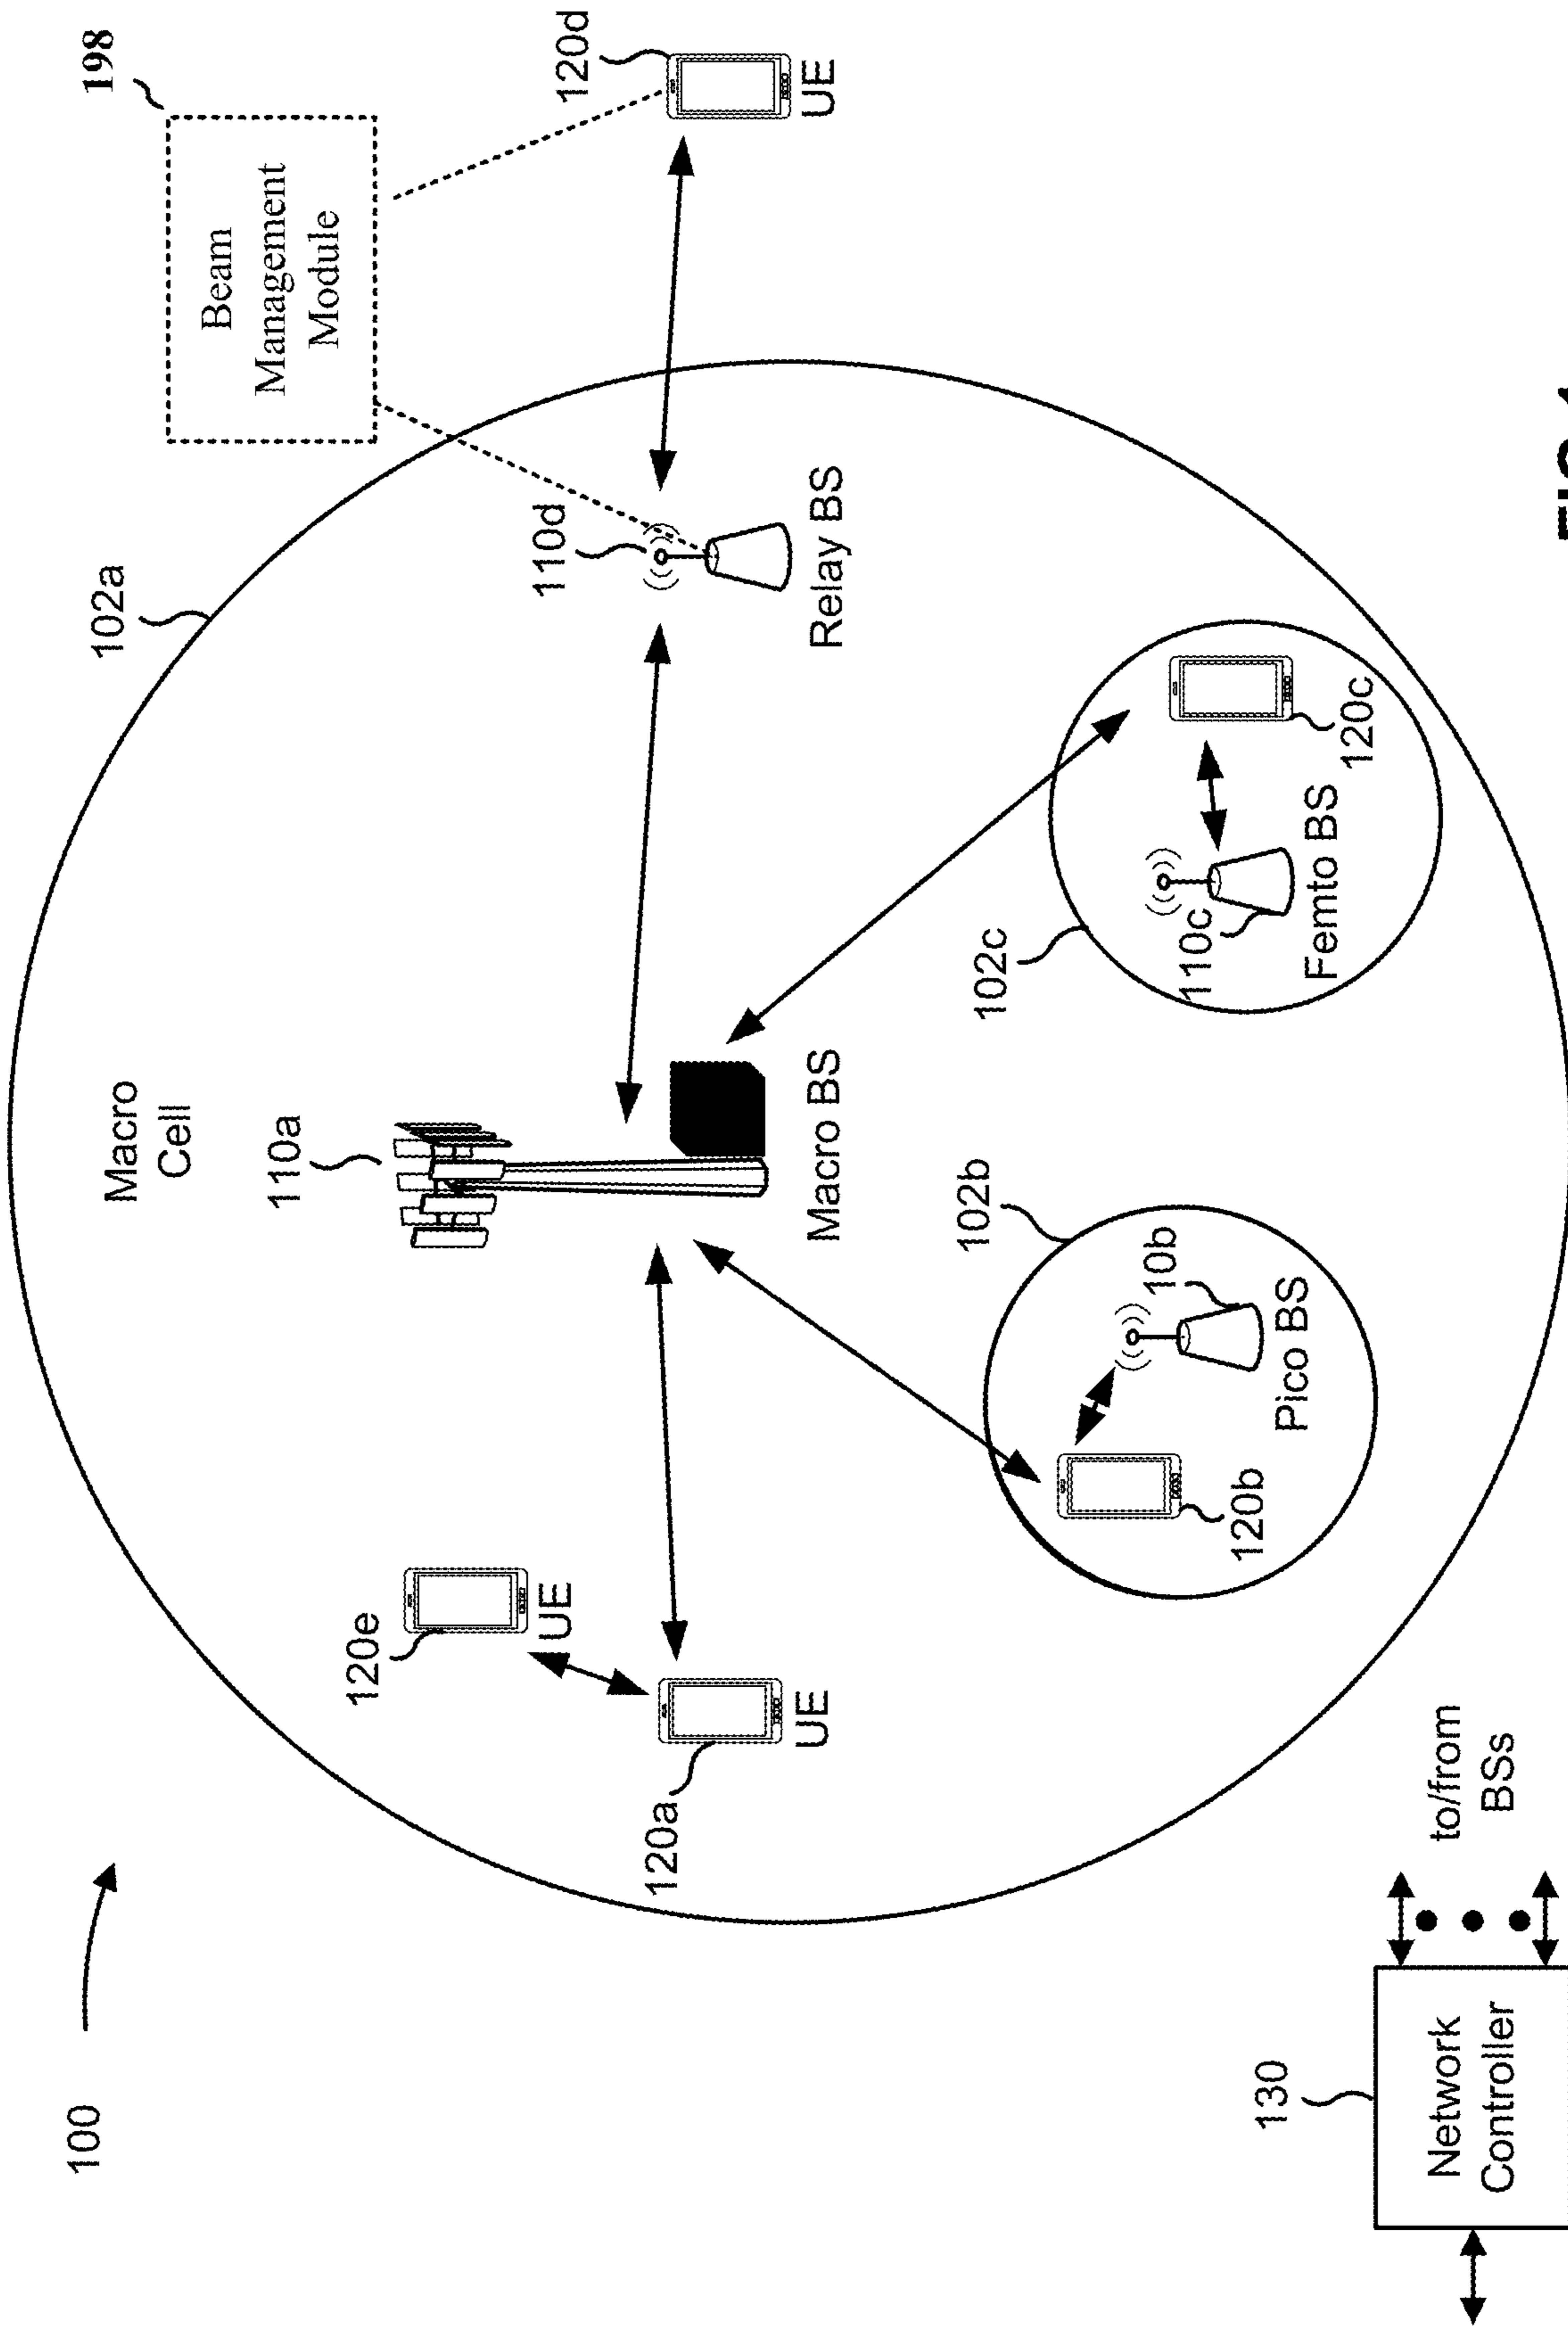 100
102a
198
Beam
Management
Module
Macro
Cell
110a
120e
UE
120a
UE
110d
Relay BS
120d
UE
Macro BS
102b
10b
Pico BS
120b
102c
110c
Femto BS
120c
130
Network
Controller
to/from
BSs